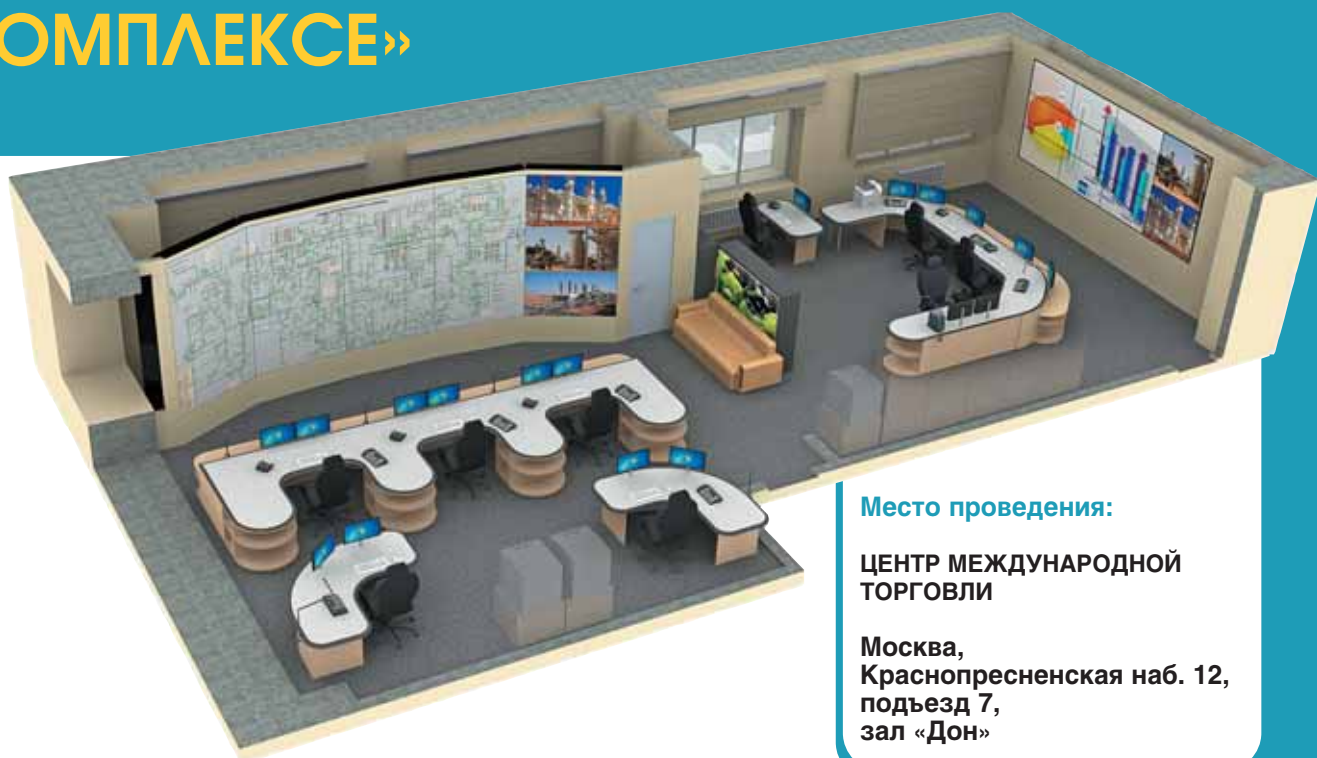 ОМПЛЕКСЕ»
Место проведения:
ЦЕНТР МЕЖДУНАРОДНОЙ
ТОРГОВЛИ
Москва,
Краснопресненская наб. 12,
подъезд 7,
зал «Дон»